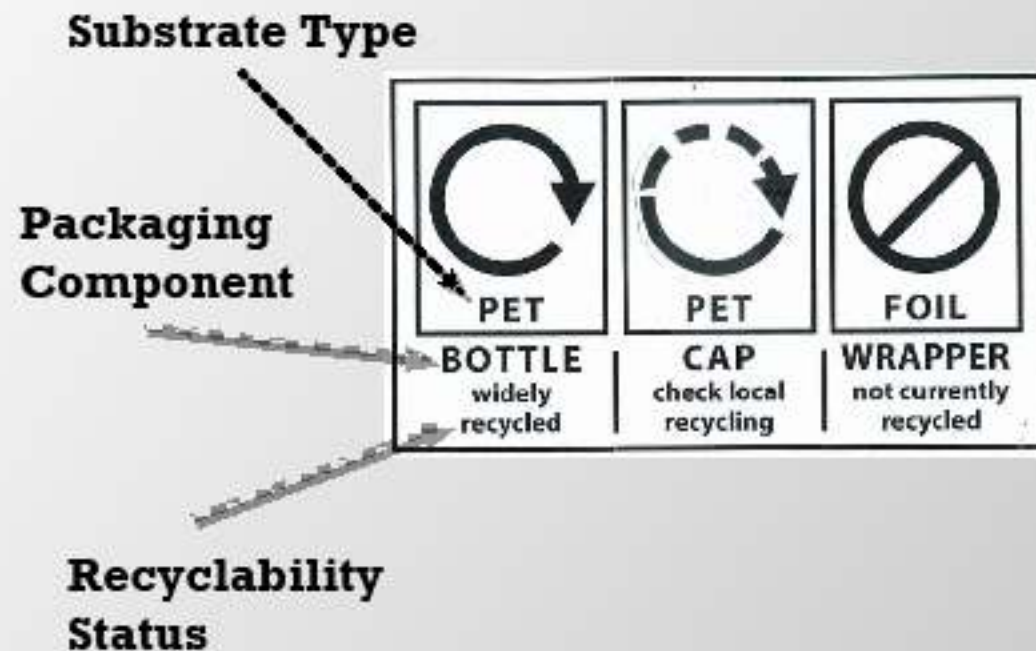 Substrate Type
Packaging
Component
Recyclability
Status
PET
BOTTLE
widely
recycled
PET
CAP
check local
recycling
FOIL
WRAPPER
not currently
recycled